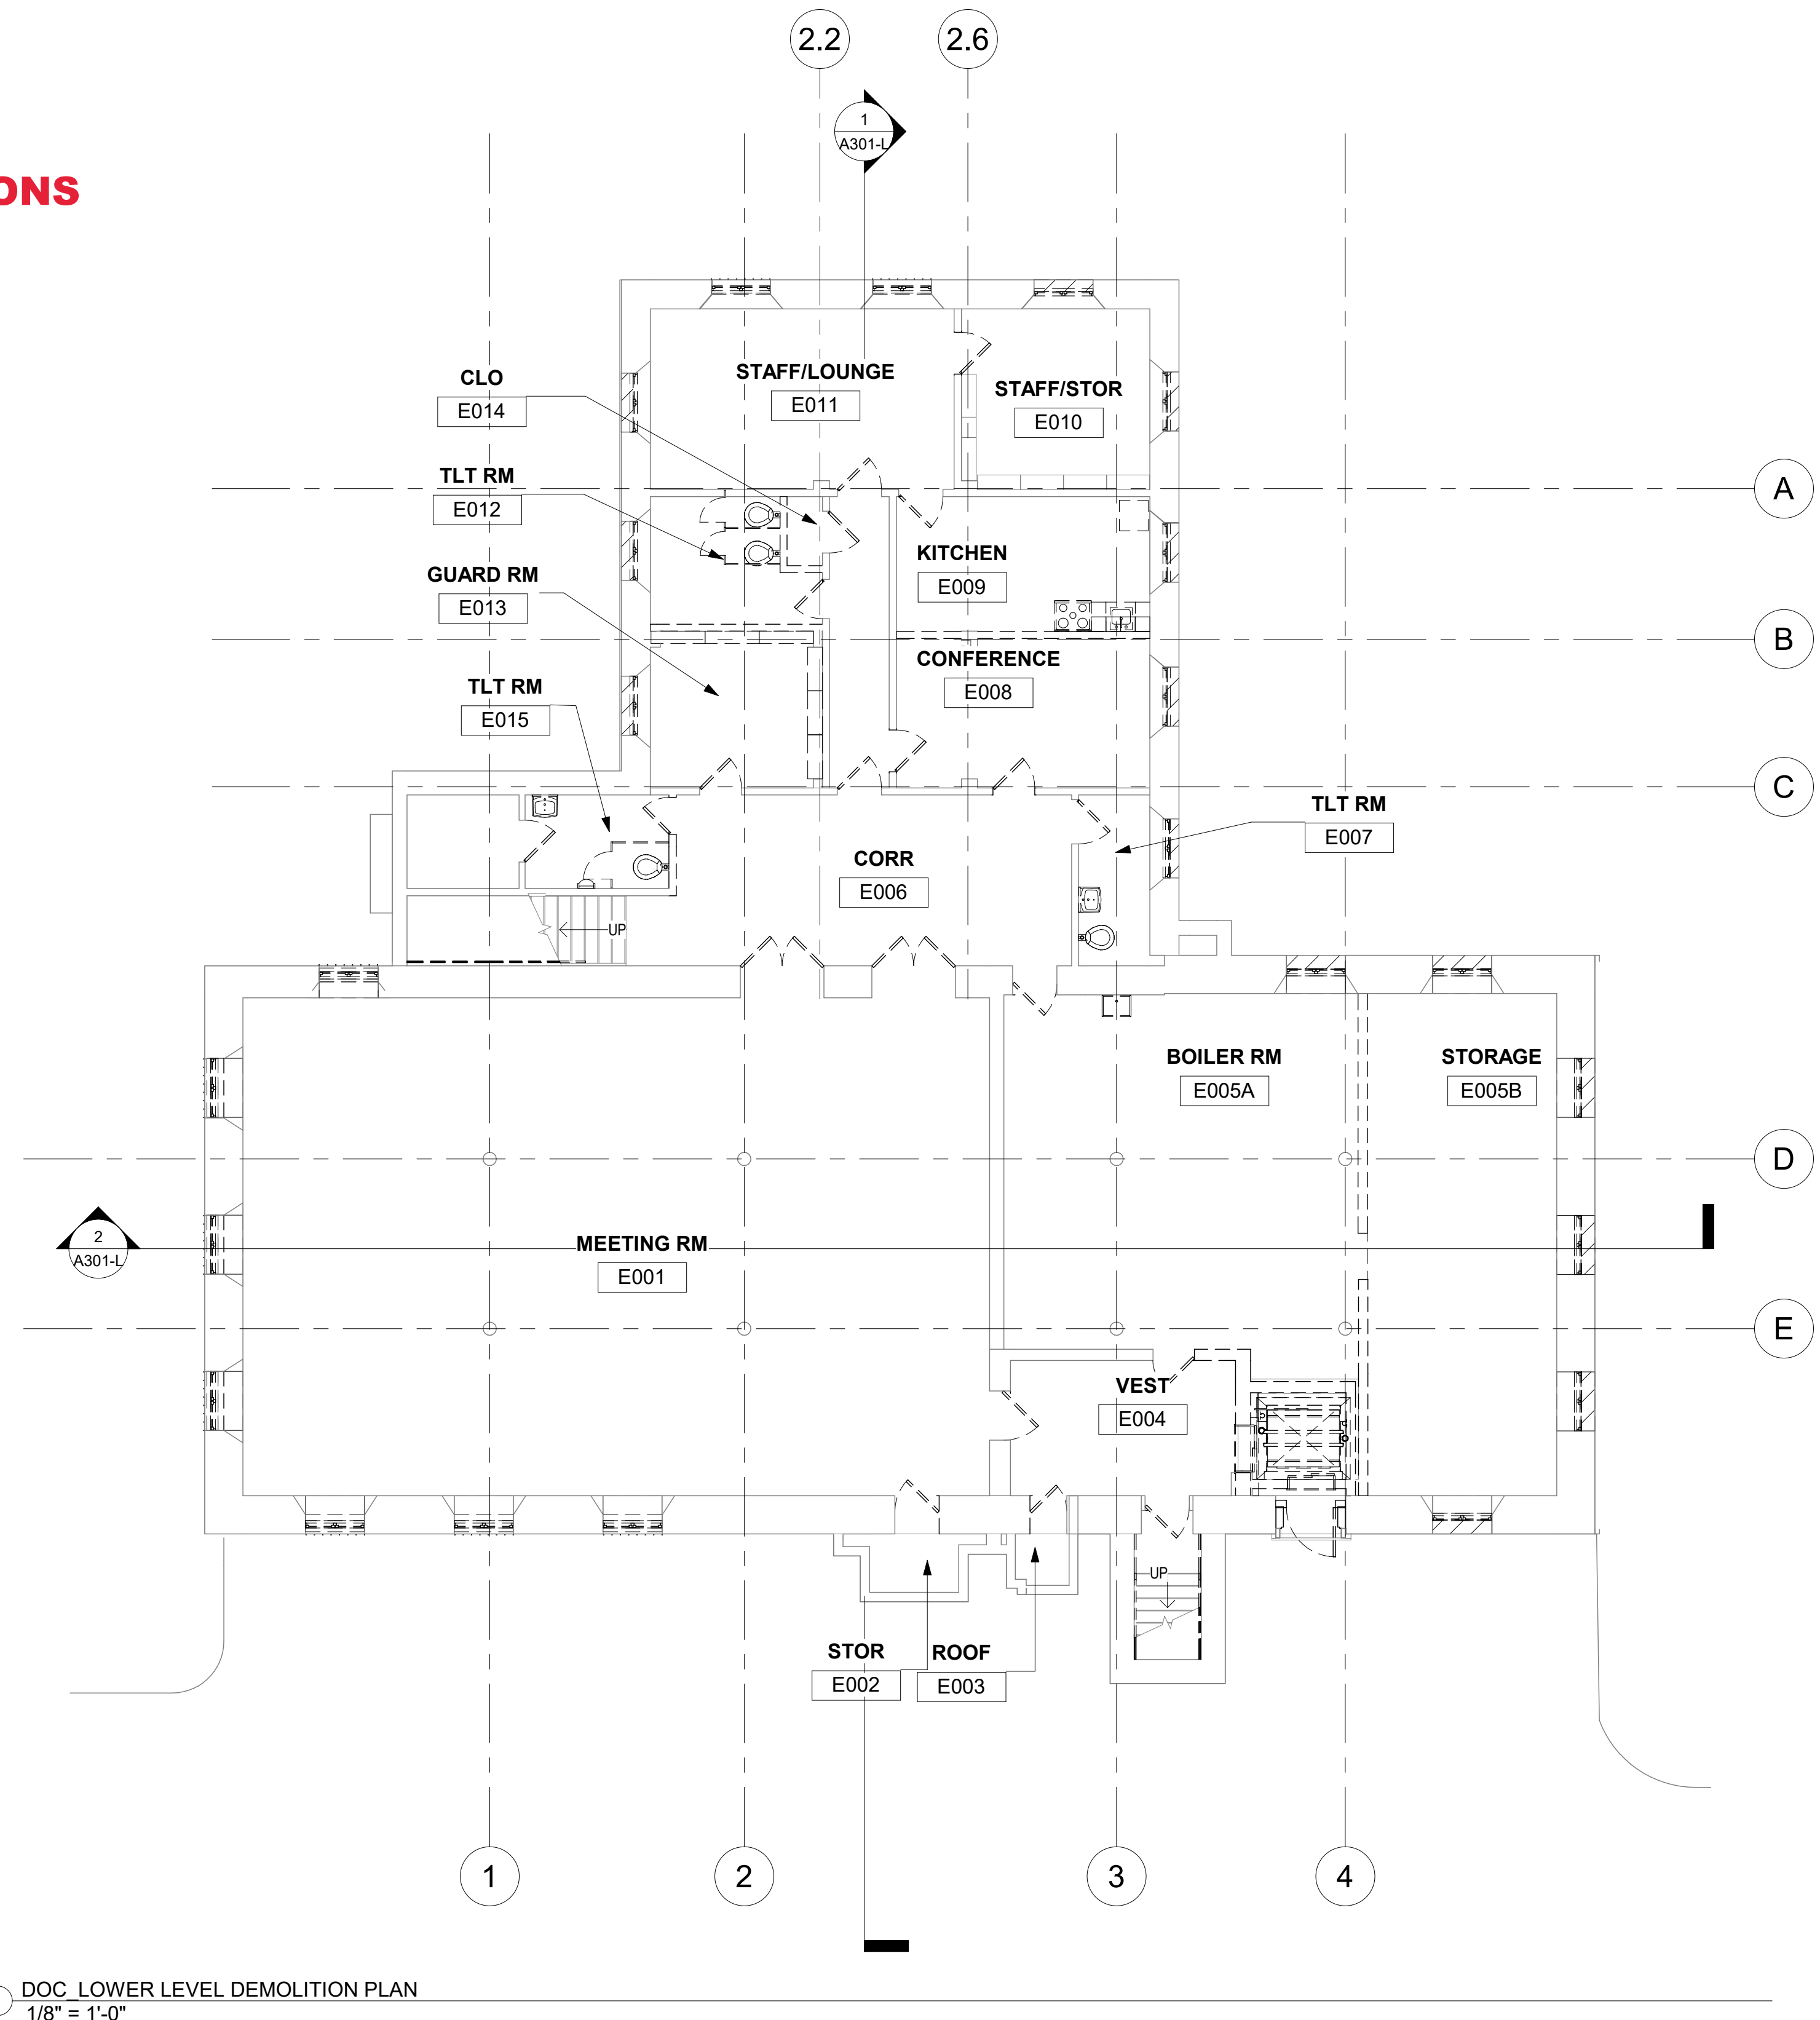 2.2
2.6
1
A301-L
ONS
CLO
E014
STAFF/LOUNGE
E011
STAFF/STOR
E010
TLT RM
E012
A
KITCHEN
E009
GUARD RM
E013
B
CONFERENCE
E008
TLT RM
E015
C
TLT RM
E007
CORR
E006
UP
BOILER RM
E005A
STORAGE
E005B
D
2
A301-L
MEETING RM
E001
E
VEST
E004
UP
STOR
E002
ROOF
E003
1
2
3
4
DOC_LOWER LEVEL DEMOLITION PLAN
1/8" = 1'-0"